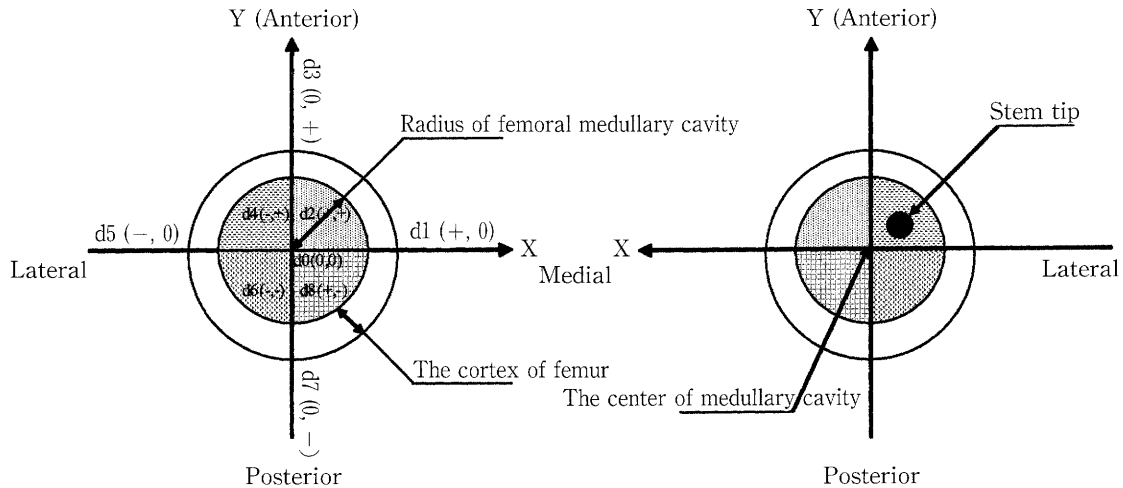 Y (Anterior)
d3 (0, +)
Radius of femoral medullary cavity
d4(-,+)
d2(+,+)
d5 (−, 0)
d1 (+, 0)
X
Lateral
d0(0,0)
d6(-,-)
d8(+,-)
The cortex of femur
d7 (0, −)
Posterior
Medial
Y (Anterior)
Stem tip
X
Lateral
The center of medullary cavity
Posterior